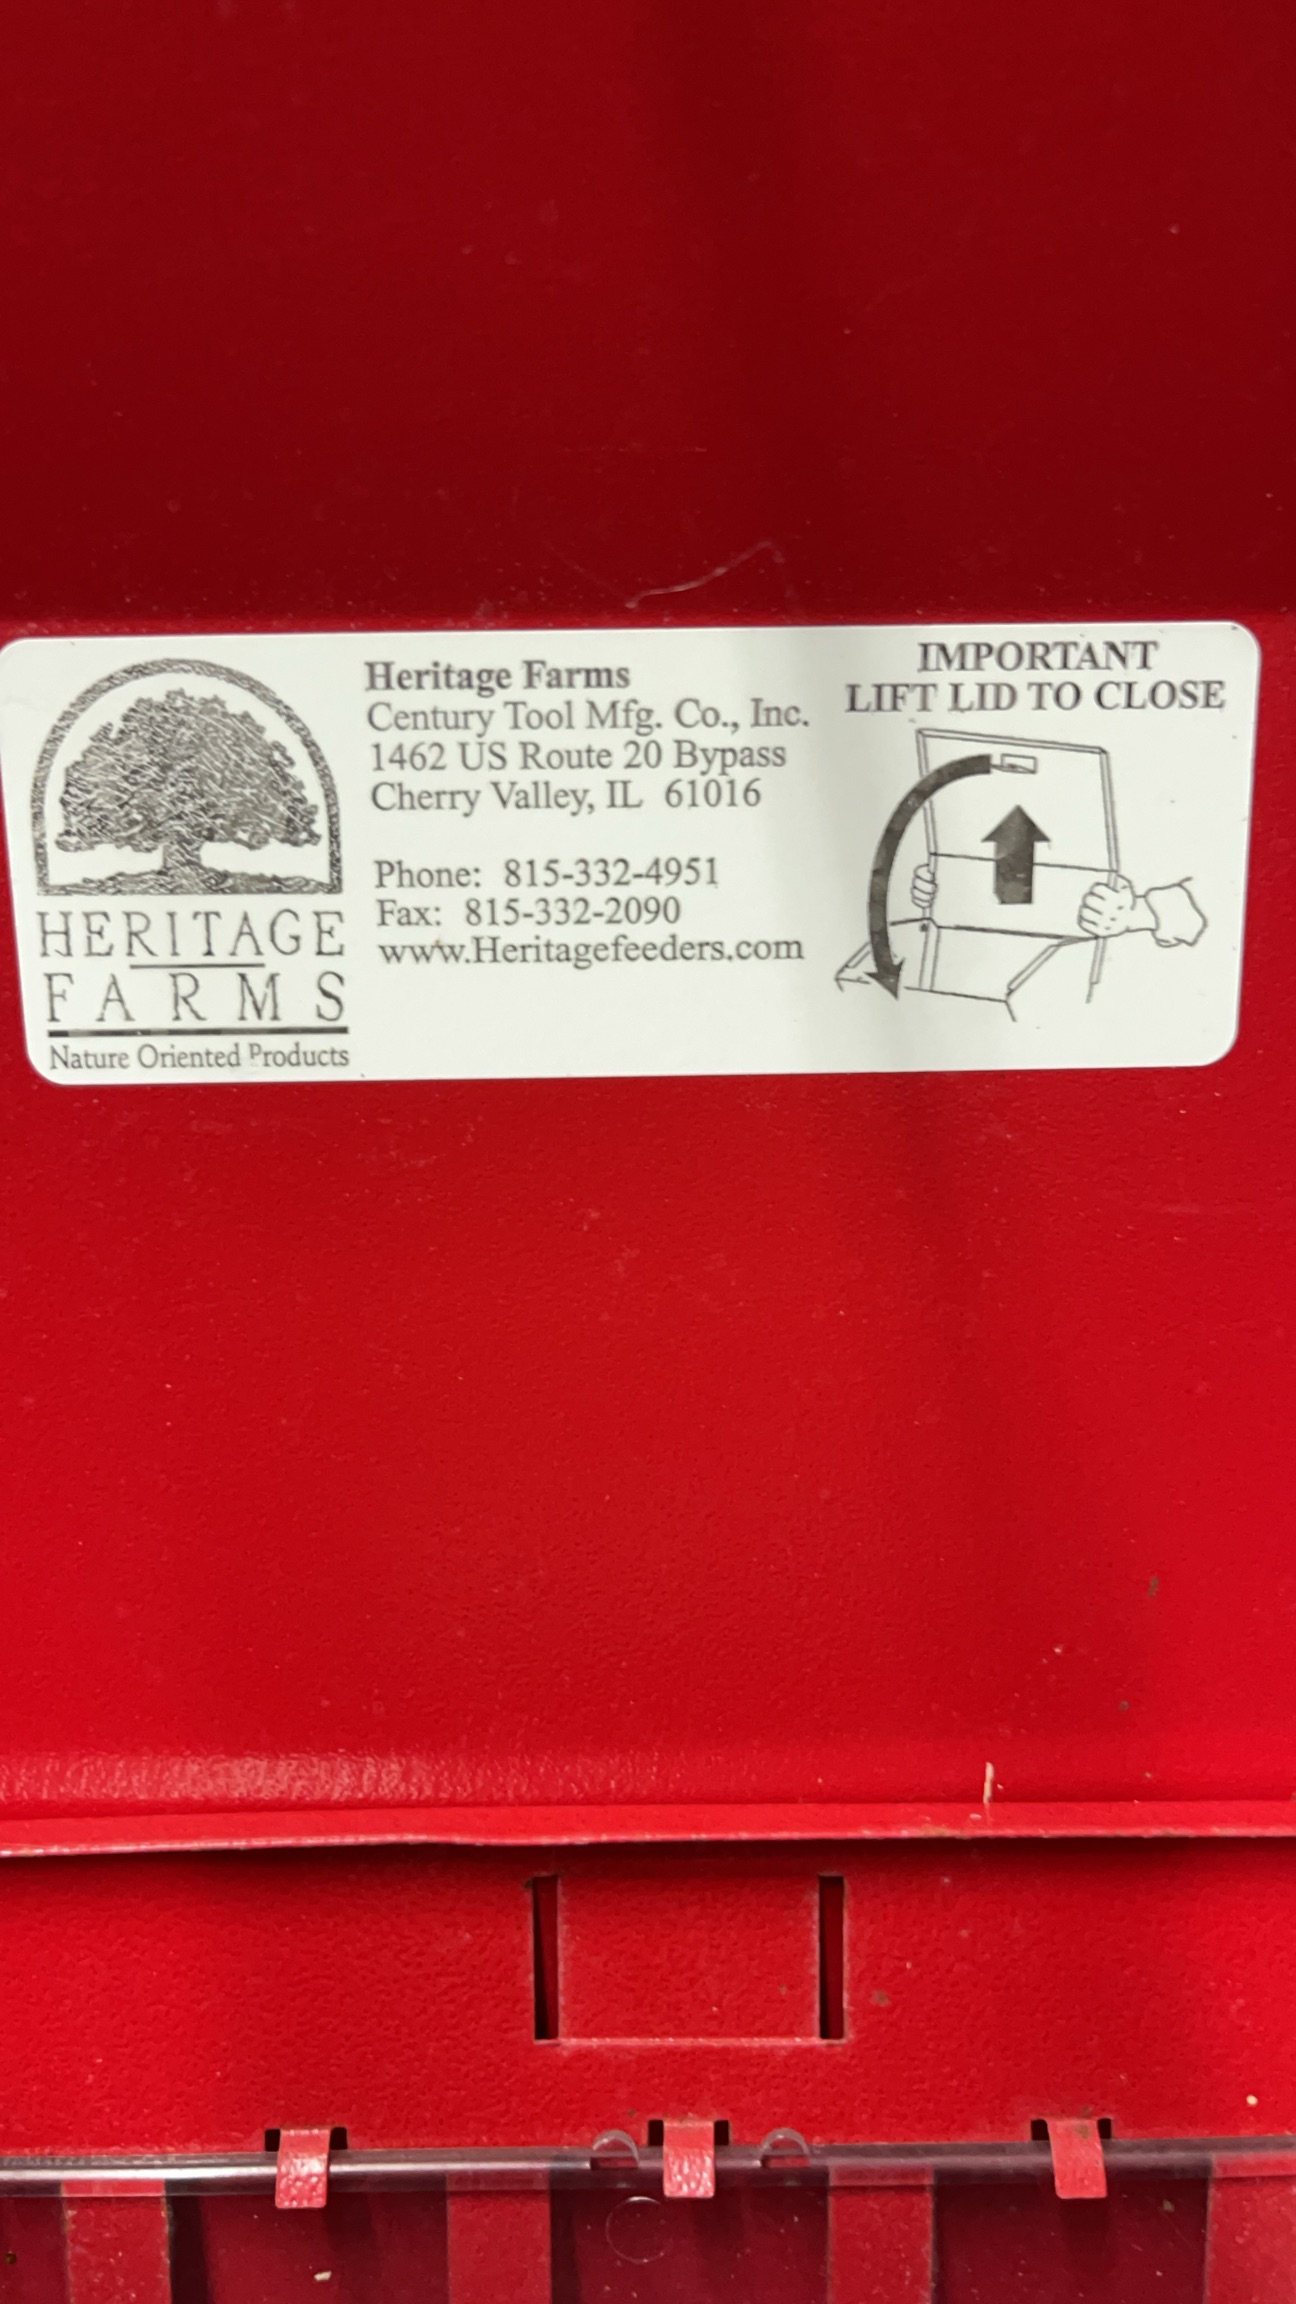 HERITAGE
FARMS
Nature Oriented Products
Heritage Farms
Century Tool Mfg. Co., Inc.
1462 US Route 20 Bypass
Cherry Valley, IL 61016
Phone: 815-332-4951
Fax: 815-332-2090
www.Heritagefeeders.com
IMPORTANT
LIFT LID TO CLOSE